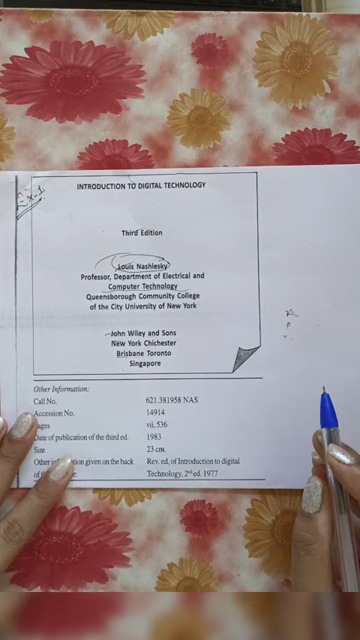 INTRODUCTION TO DIGITAL TECHNOLOGY
Third Edition
Louis Nashlesky
Professor, Department of Electrical and
Computer Technology
Queensborough Community College
of the City University of New York
John Wiley and Sons
New York Chichester
Brisbane Toronto
Singapore
Other Information:
Call No. 621.381958 NAS
Accession No. 14914
ages vii, 536
Date of publication of the third ed. 1983
Size 23 cm.
Other information given on the back Rev. ed, of Introduction to digital
of Technology, 2nd ed. 1977